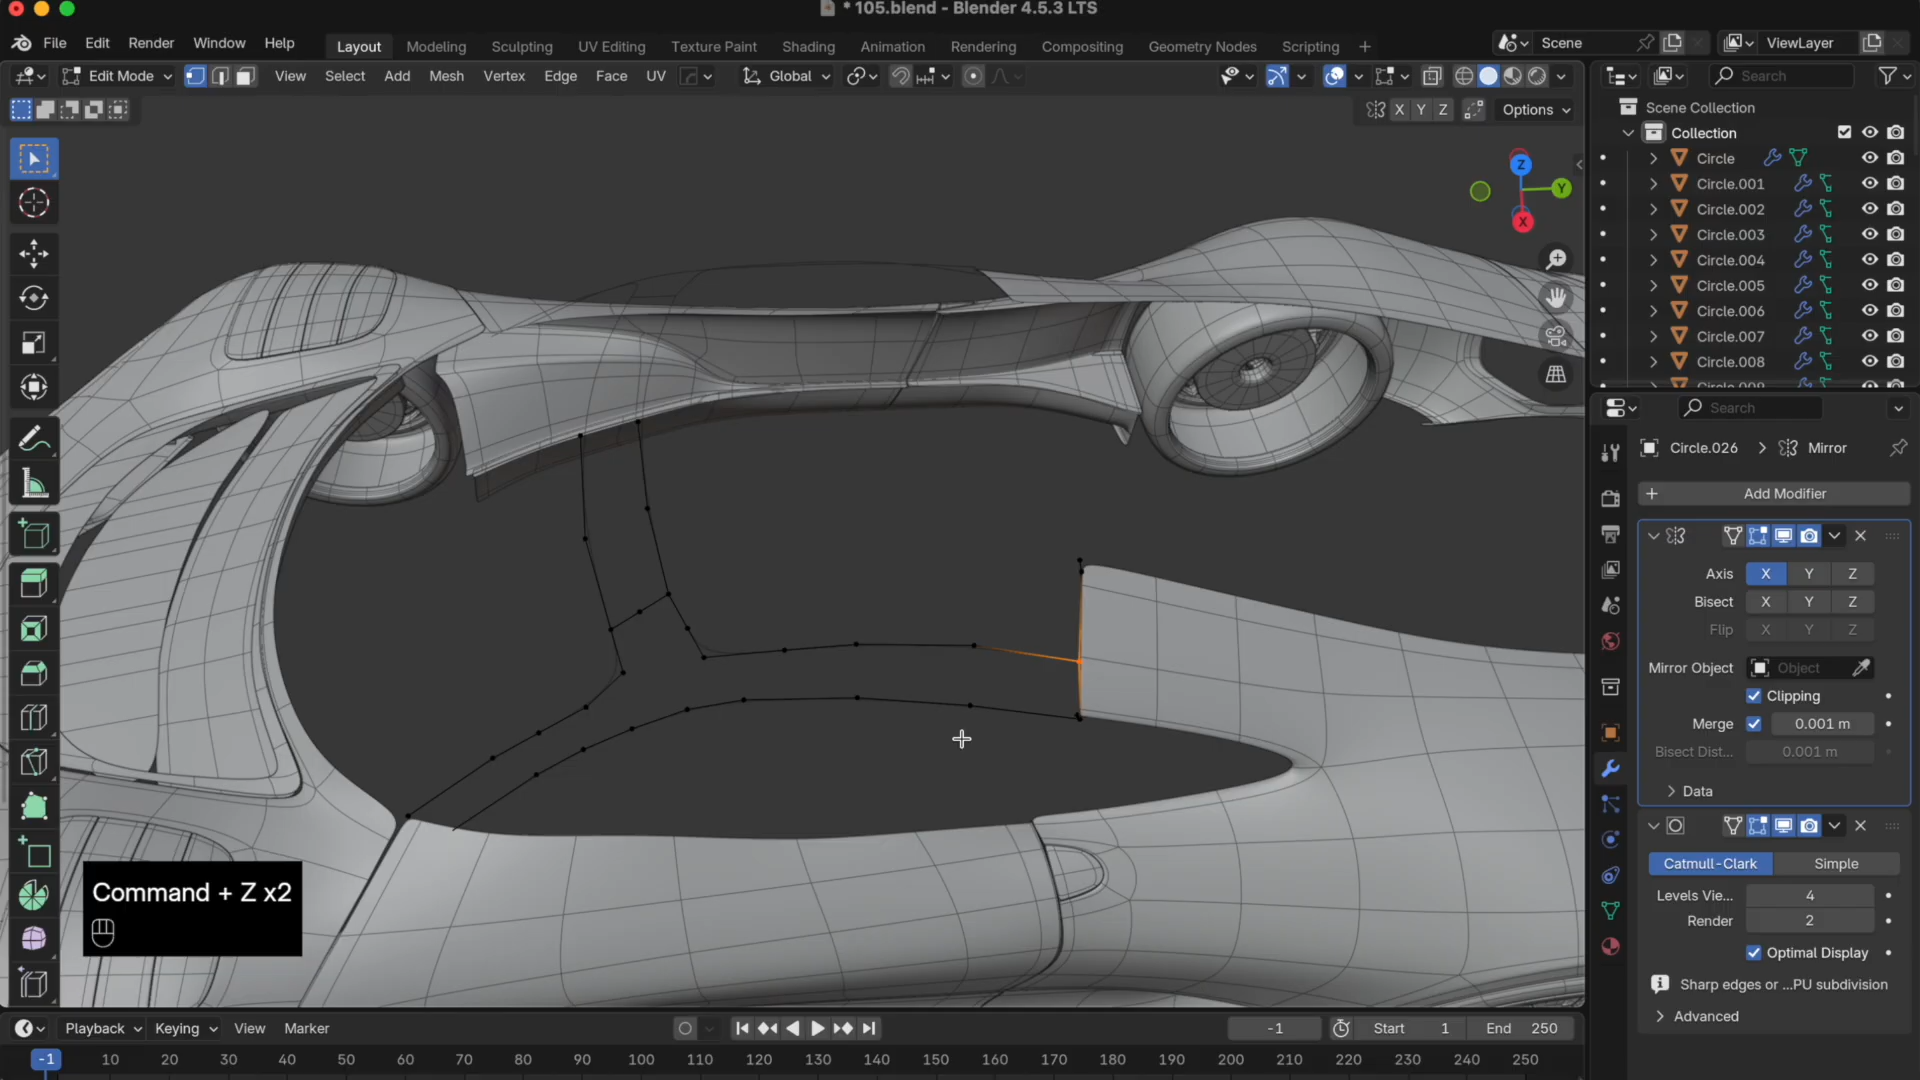 * 105.blend - Blender 4.5.3 LTS
File Edit Render Window Help Layout Modeling Sculpting UV Editing Texture Paint Shading Animation Rendering Compositing Geometry Nodes Scripting + Scene ViewLayer
Edit Mode View Select Add Mesh Vertex Edge Face UV Global Search
X Y Z Options
Scene Collection
Collection
Circle
Circle.001
Circle.002
Circle.003
Circle.004
Circle.005
Circle.006
Circle.007
Circle.008
Circle.009
Z
Y
X
Search
Circle.026 > Mirror
+ Add Modifier
Axis X Y Z
Bisect X Y Z
Flip X Y Z
Mirror Object Object
Clipping
Merge 0.001 m
Bisect Dist... 0.001 m
Data
Catmull-Clark Simple
Levels Vie... 4
Render 2
Optimal Display
Sharp edges or ...PU subdivision
Advanced
Command + Z x2
Playback Keying View Marker -1 Start 1 End 250
-1 10 20 30 40 50 60 70 80 90 100 110 120 130 140 150 160 170 180 190 200 210 220 230 240 250